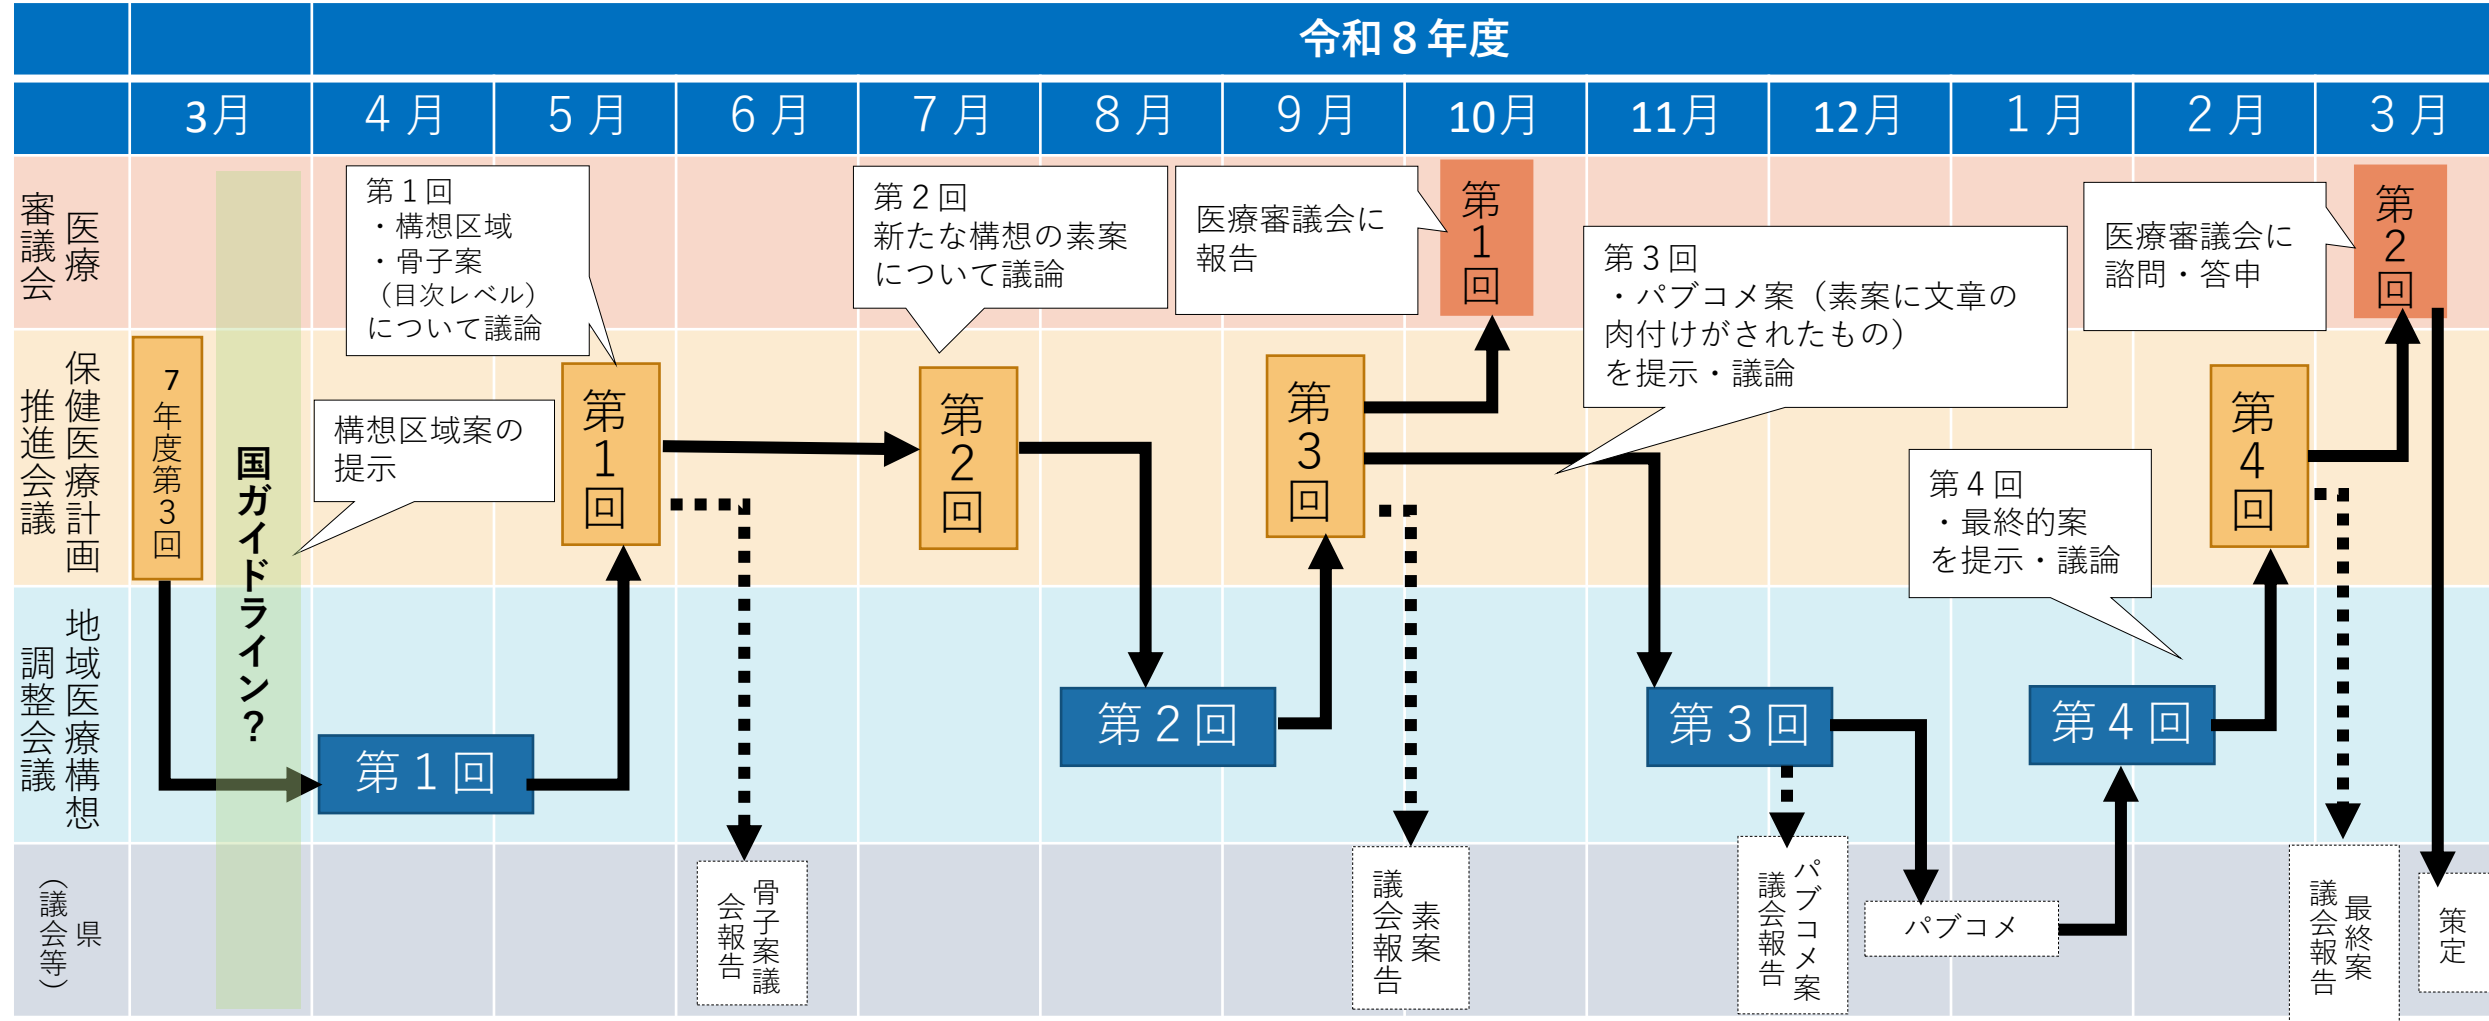 令和８年度
3月
４月
５月
６月
７月
８月
９月
10月
11月
12月
１月
２月
３月
医療
審議会
第１回
・構想区域
・骨子案
（目次レベル）
について議論
第２回
新たな構想の素案
について議論
医療審議会に
報告
第１回
第３回
・パブコメ案（素案に文章の
肉付けがされたもの）
を提示・議論
医療審議会に
諮問・答申
第２回
保健医療計画
推進会議
７年度第３回
国ガイドライン？
構想区域案の
提示
第１回
第２回
第３回
第４回
・最終的案
を提示・議論
第４回
地域医療構想
調整会議
第１回
第２回
第３回
第４回
県
（議会等）
骨子案議
会報告
素案
議会報告
パブコメ案
議会報告
パブコメ
最終案
議会報告
策定